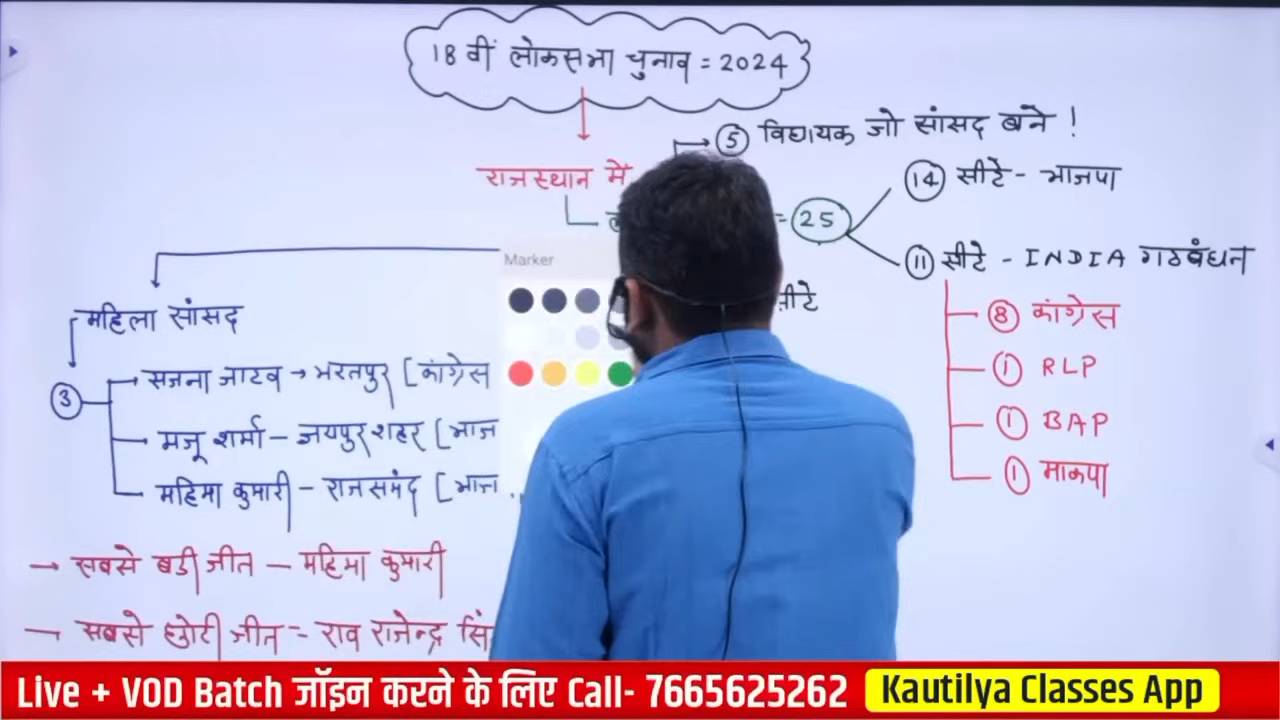 18 वीं लोकसभा चुनाव = 2024
⑤ विधायक जो सांसद बने !
राजस्थान में
= 25
14 सीटे - भाजपा
11 सीटे - INDIA गठबंधन
सीटे
8 कांग्रेस
1 RLP
1 BAP
1 माकपा
Marker
महिला सांसद
3
सजना जाटव → भरतपुर [कांग्रेस
मजू शर्मा - जयपुर शहर [भाज
महिमा कुमारी - राजसमंद [भाज
→ सबसे बडी जीत - महिमा कुमारी
→ सबसे छोटी जीत - राव राजेन्द्र सिं
Live + VOD Batch जॉइन करने के लिए Call- 7665625262
Kautilya Classes App